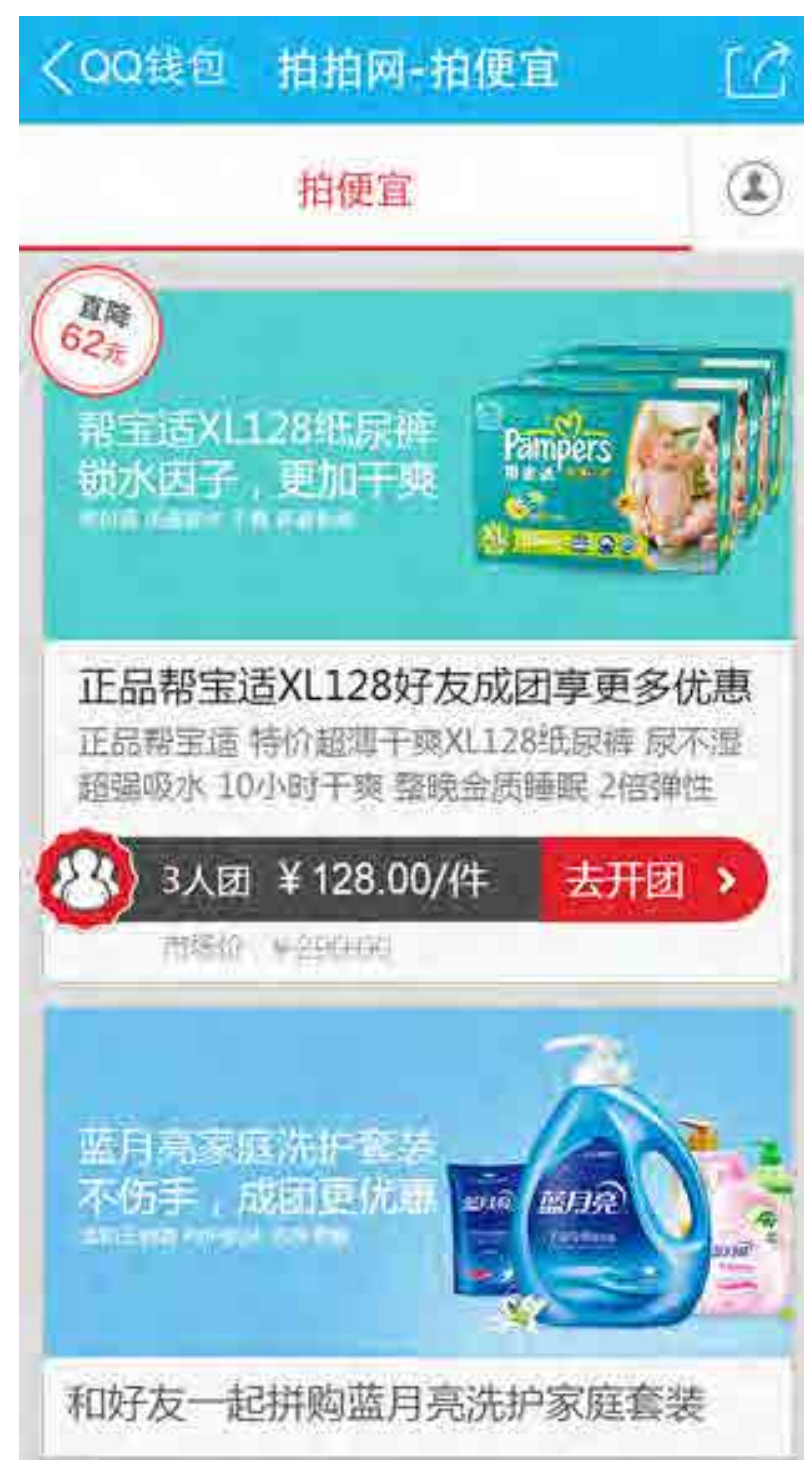 QQ钱包 拍拍网-拍便宜
拍便宜
直降
62元
帮宝适XL128纸尿裤
锁水因子，更加干爽
Pampers
帮宝适
XL
正品帮宝适XL128好友成团享更多优惠
正品帮宝适 特价超薄干爽XL128纸尿裤 尿不湿
超强吸水 10小时干爽 整晚金质睡眠 2倍弹性
3人团 ¥128.00/件 去开团
市场价
蓝月亮家庭洗护套装
不伤手，成团更优惠
蓝月亮
蓝月亮
和好友一起拼购蓝月亮洗护家庭套装